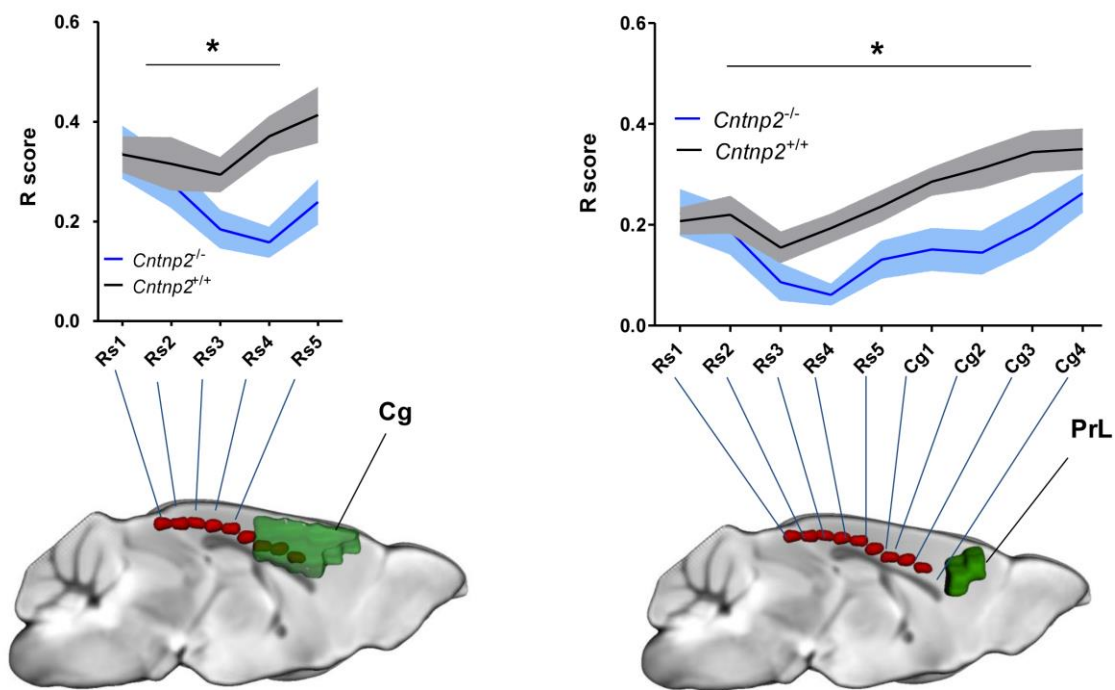 0.6
*
0.4
R score
0.2
Cntnp2-/-
Cntnp2+/+
0.0
Rs1
Rs2
Rs3
Rs4
Rs5
Cg
0.6
*
0.4
Cntnp2-/-
Cntnp2+/+
R score
0.2
0.0
Rs1
Rs2
Rs3
Rs4
Rs5
Cg1
Cg2
Cg3
Cg4
PrL